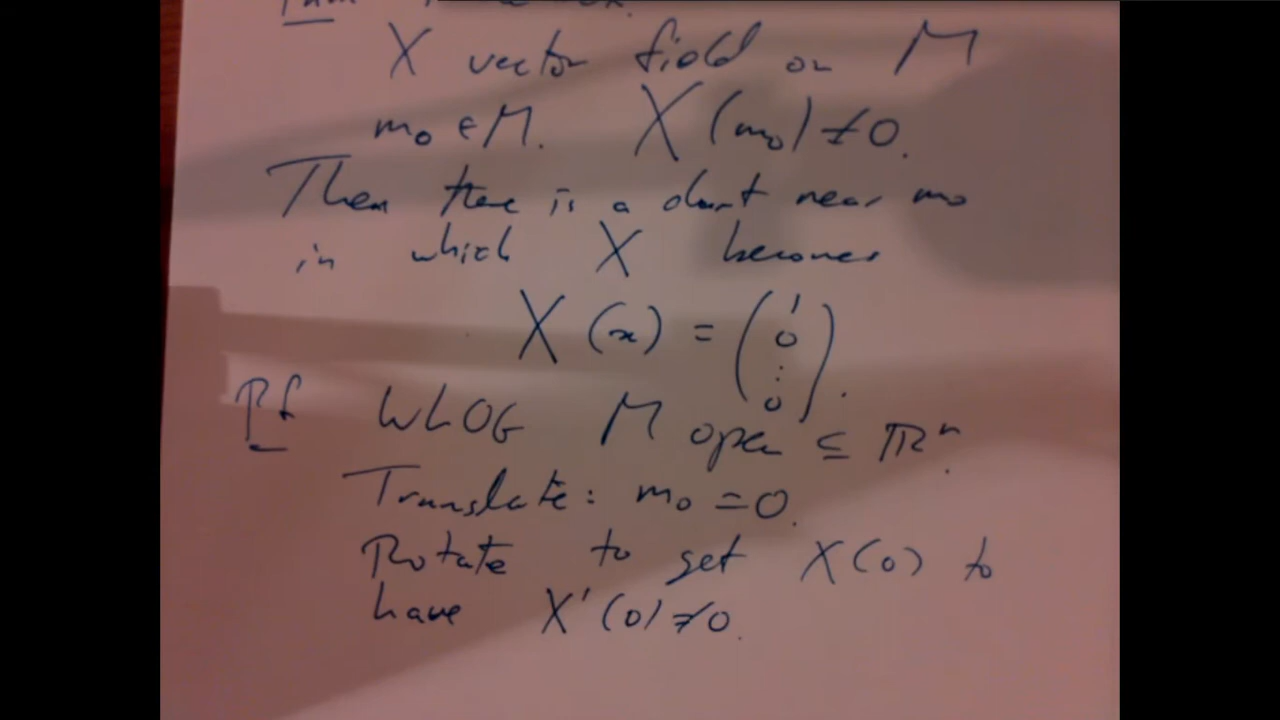 X vector field on M
m₀ ∈ M. X(m₀) ≠ 0.
Then there is a chart near m₀
in which X becomes
X(x) = (1 0 ⋮ 0).
Pf WLOG M open ⊆ ℝⁿ.
Translate: m₀ = 0.
Rotate to get X(0) to
have X¹(0) ≠ 0.